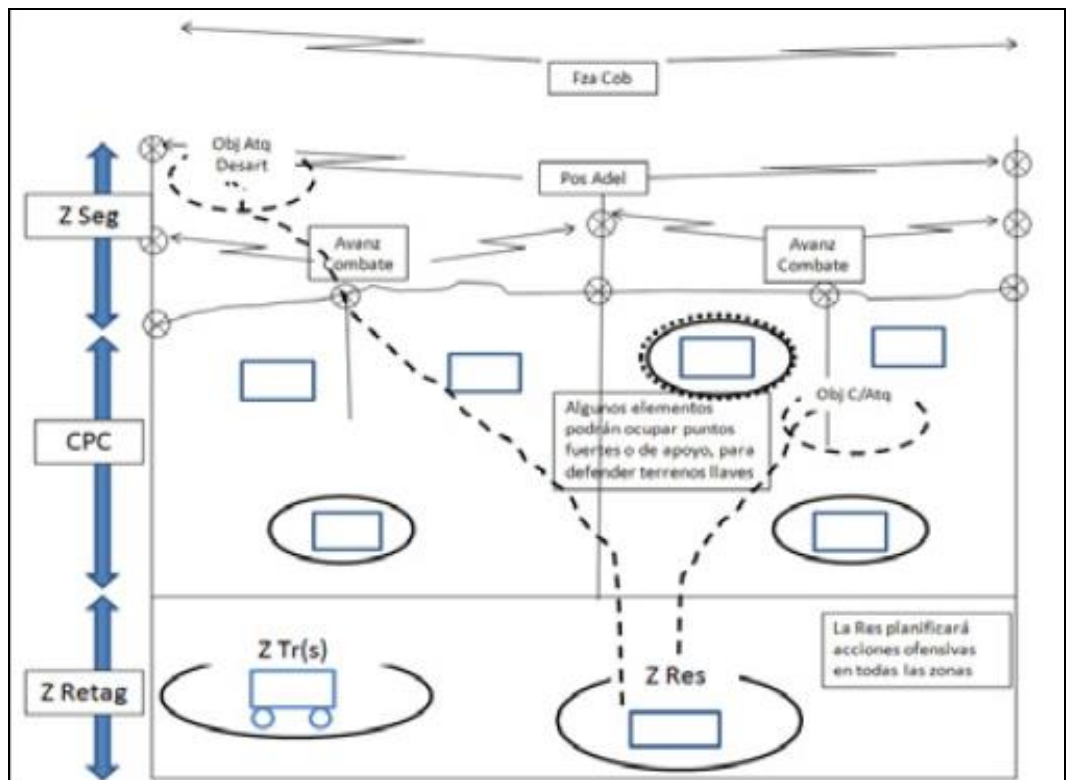 Fza Cob
Obj Atq
Desart
Pos Adel
Z Seg
Avanz
Combate
Avanz
Combate
Obj C/Atq
Algunos elementos
podrán ocupar puntos
fuertes o de apoyo, para
defender terrenos llaves
CPC
La Res planificará
acciones ofensivas
en todas las zonas
Z Tr(s)
Z Res
Z Retag